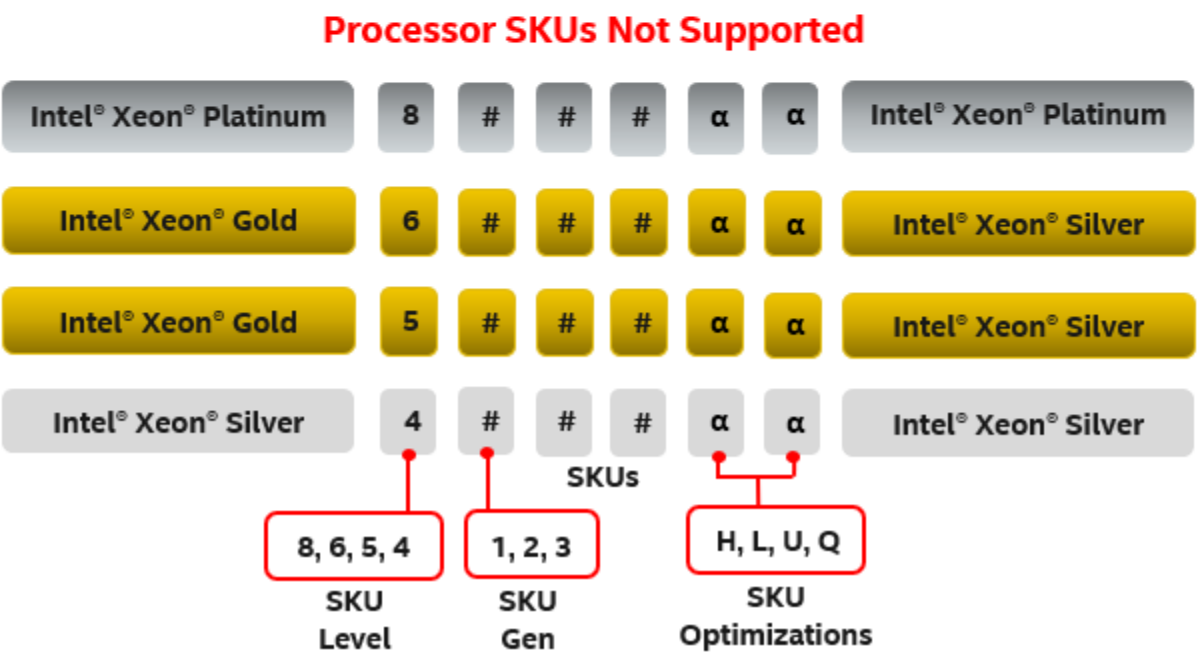 Processor SKUs Not Supported
Intel® Xeon® Platinum 8 # # # α α Intel® Xeon® Platinum
Intel® Xeon® Gold 6 # # # α α Intel® Xeon® Silver
Intel® Xeon® Gold 5 # # # α α Intel® Xeon® Silver
Intel® Xeon® Silver 4 # # # α α Intel® Xeon® Silver
SKUs
8, 6, 5, 4 1, 2, 3 H, L, U, Q
SKU SKU SKU
Level Gen Optimizations